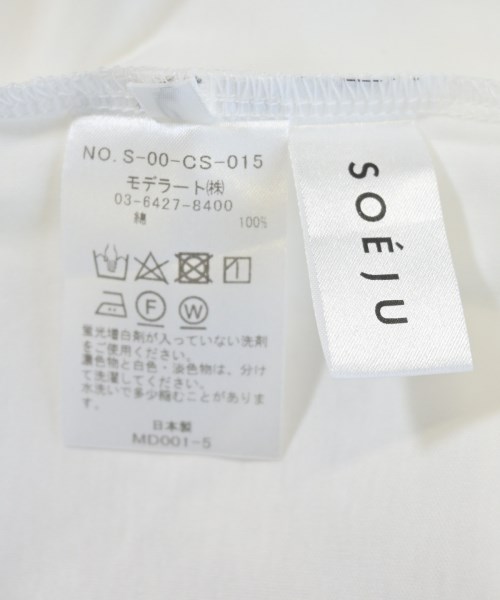 NO. S-00-CS-015
モデラート㈱
03-6427-8400
綿 100%
F W
蛍光増白剤が入っていない洗剤
をご使用ください。
濃色物と白色・淡色物は、分け
て洗濯してください。
水洗いで多少縮むことがありま
す。
日本製
MD001-5
SOÉJU